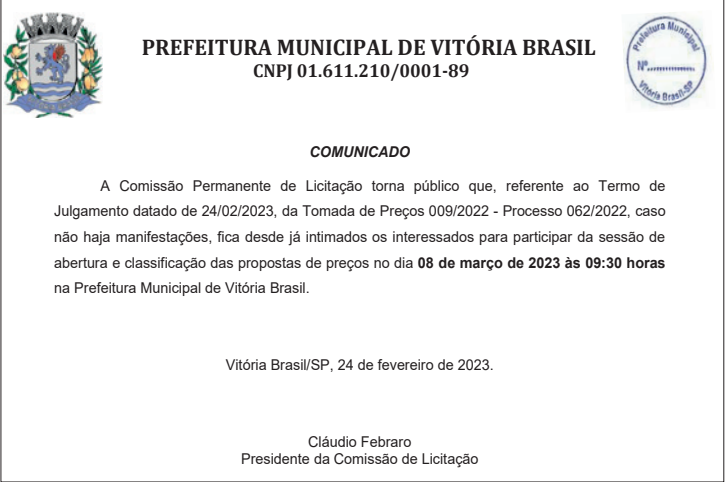 PREFEITURA MUNICIPAL DE VITÓRIA BRASIL
CNPJ 01.611.210/0001-89
Prefeitura Municipal
Nº ..............
Vitória Brasil-SP
COMUNICADO
A Comissão Permanente de Licitação torna público que, referente ao Termo de
Julgamento datado de 24/02/2023, da Tomada de Preços 009/2022 - Processo 062/2022, caso
não haja manifestações, fica desde já intimados os interessados para participar da sessão de
abertura e classificação das propostas de preços no dia 08 de março de 2023 às 09:30 horas
na Prefeitura Municipal de Vitória Brasil.
Vitória Brasil/SP, 24 de fevereiro de 2023.
Cláudio Febraro
Presidente da Comissão de Licitação